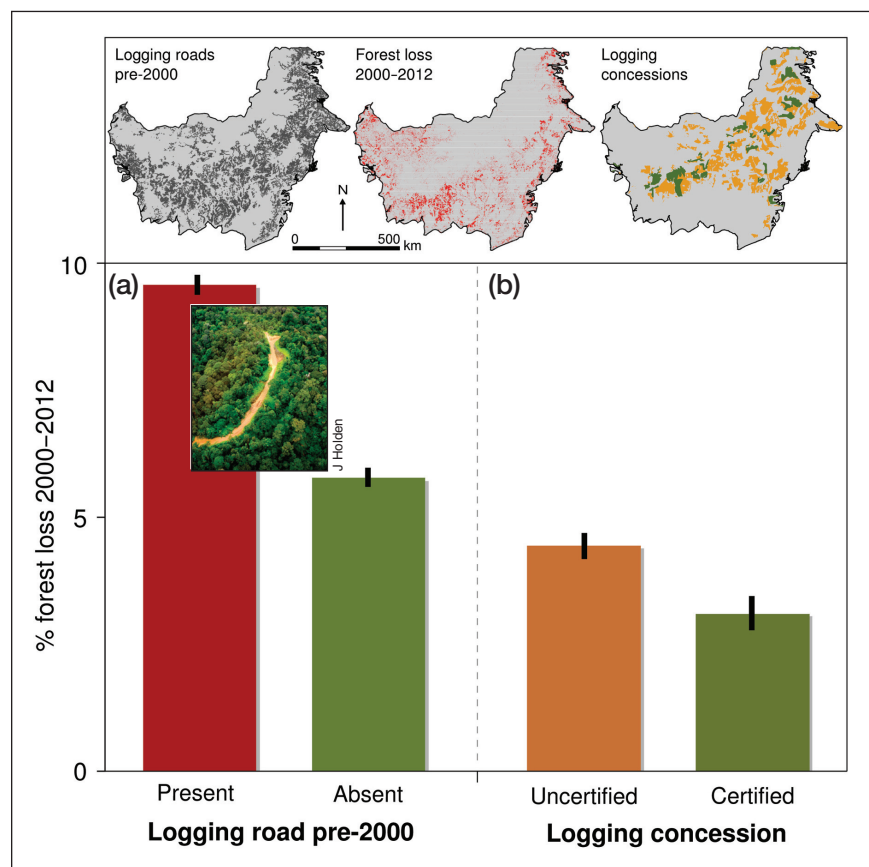 Logging roads
pre-2000
Forest loss
2000–2012
Logging
concessions
N
0 500
km
10
(a)
(b)
J Holden
5
% forest loss 2000–2012
0
Present
Absent
Uncertified
Certified
Logging road pre-2000
Logging concession